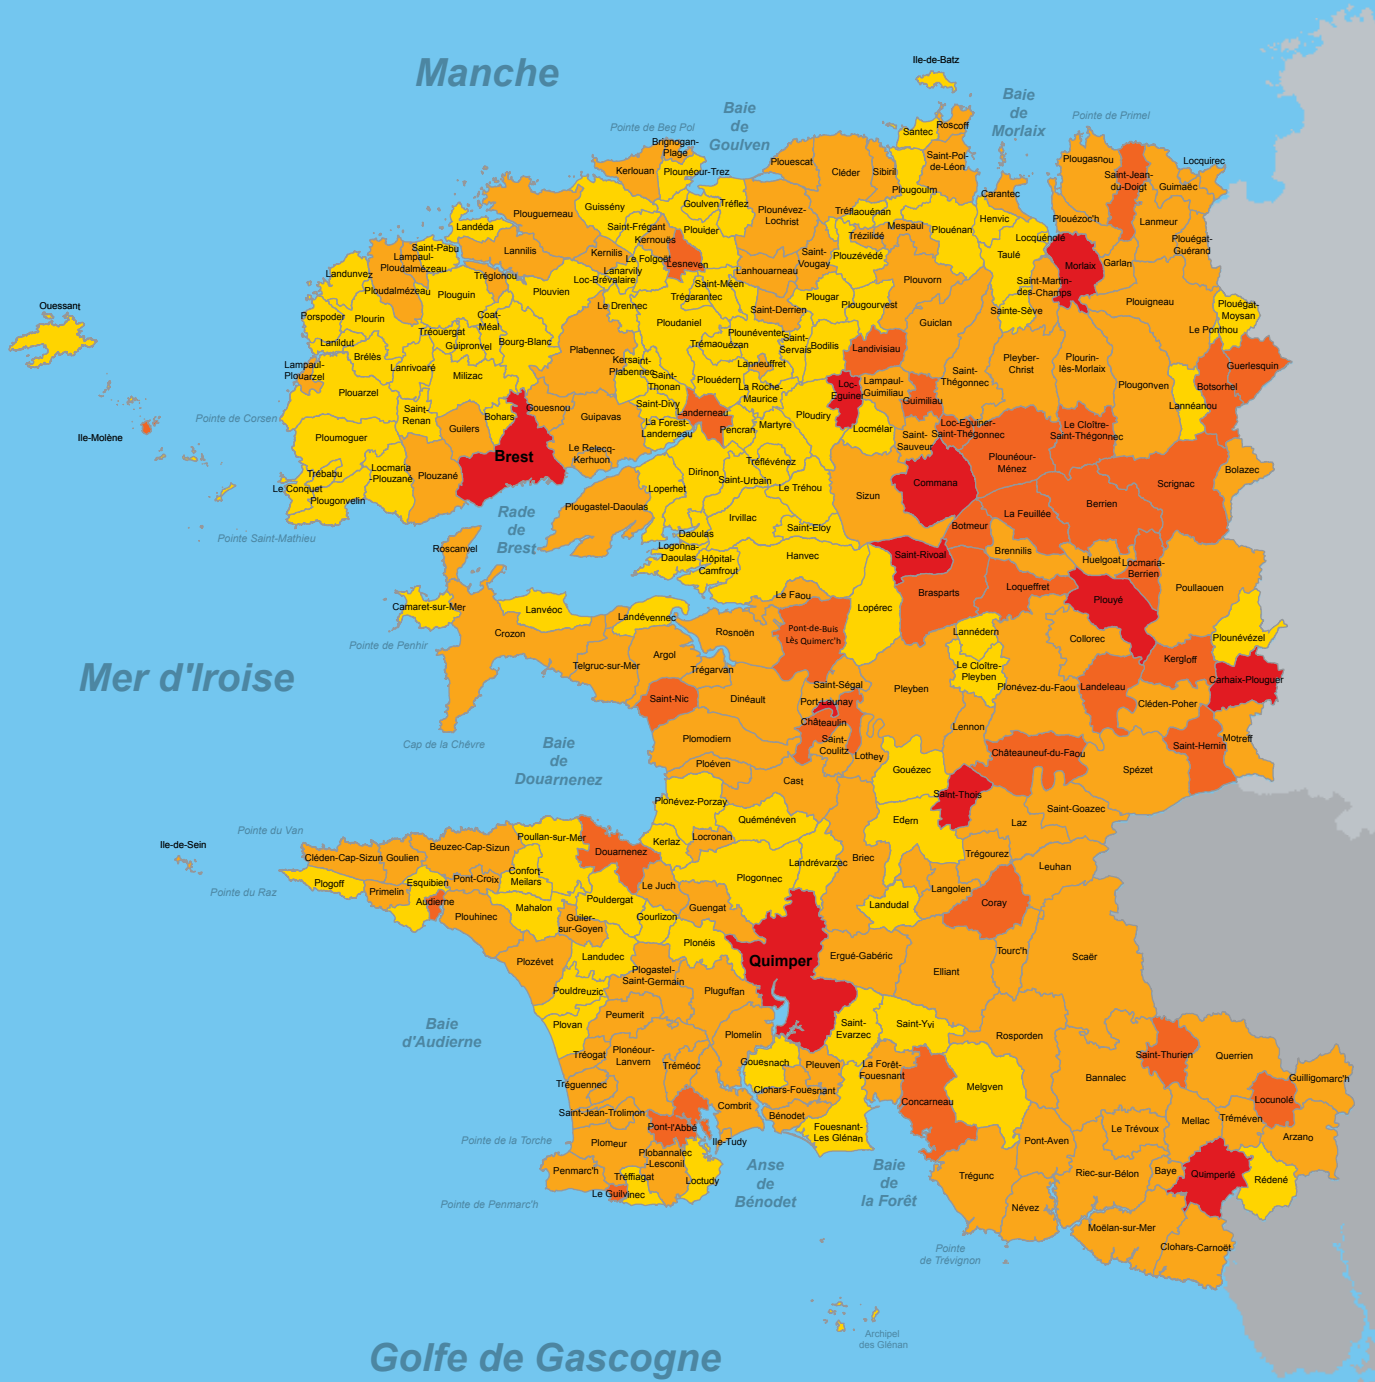 Manche
Mer d'Iroise
Golfe de Gascogne
Ile-de-Batz
Baie
de
Morlaix
Pointe de Primel
Baie
de
Goulven
Pointe de Beg Pol
Brignogan-
Plage
Kerlouan
Plounéour-Trez
Plouescat
Cléder
Sibiril
Santec
Roscoff
Saint-Pol-
de-Léon
Plougoulm
Carantec
Plougasnou
Saint-Jean-
du-Doigt
Locquirec
Guimaëc
Lanmeur
Plouézoc'h
Plouégat-
Guérand
Garlan
Henvic
Locquénolé
Taulé
Morlaix
Saint-Martin-
des-Champs
Sainte-Sève
Plouigneau
Plouégat-
Moysan
Le Ponthou
Guerlesquin
Botsorhel
Lannéanou
Plougonven
Plourin-
lès-Morlaix
Pleyber-
Christ
Saint-
Thégonnec
Guiclan
Plouvorn
Mespaul
Plouénan
Tréflaouénan
Trézilidé
Plouzévédé
Saint-
Vougay
Plounévez-
Lochrist
Lanhouarneau
Tréflez
Goulven
Plouider
Guissény
Saint-Frégant
Kernouës
Kernilis
Le Folgoët
Lesneven
Lanarvily
Loc-Brévalaire
Saint-Méen
Trégarantec
Saint-Derrien
Plougar
Plougourvest
Landivisiau
Bodilis
Saint-
Servais
Plounéventer
Trémaouézan
Ploudaniel
Le Drennec
Plouguerneau
Lannilis
Landéda
Saint-Pabu
Lampaul-
Ploudalmézeau
Ploudalmézeau
Landunvez
Tréglonou
Plouguin
Plouvien
Coat-
Méal
Bourg-Blanc
Tréouergat
Guipronvel
Plourin
Porspoder
Lanildut
Brélès
Lanrivoaré
Milizac
Lampaul-
Plouarzel
Plouarzel
Saint-
Renan
Guilers
Bohars
Gouesnou
Guipavas
Plabennec
Kersaint-
Plabennec
Saint-
Thonan
Saint-Divy
La Forest-
Landerneau
Landerneau
Plouédern
Lanneuffret
La Roche-
Maurice
Pencran
Martyre
Ploudiry
Loc-
Eguiner
Lampaul-
Guimiliau
Guimiliau
Locmélar
Saint-
Sauveur
Loc-Eguiner-
Saint-Thégonnec
Le Cloître-
Saint-Thégonnec
Plounéour-
Ménez
Commana
Sizun
Bolazec
Scrignac
Berrien
La Feuillée
Botmeur
Brennilis
Huelgoat
Locmaria-
Berrien
Poullaouen
Plouyé
Loqueffret
Brasparts
Saint-Rivoal
Ouessant
Ile-Molène
Pointe de Corsen
Ploumoguer
Trébabu
Le Conquet
Plougonvelin
Locmaria
-Plouzané
Plouzané
Brest
Le Relecq-
Kerhuon
Plougastel-Daoulas
Rade
de
Brest
Pointe Saint-Mathieu
Loperhet
Dirinon
Saint-Urbain
Tréflévénez
Le Tréhou
Irvillac
Saint-Eloy
Daoulas
Logonna-
Daoulas
Hôpital-
Camfrout
Hanvec
Le Faou
Lopérec
Pont-de-Buis
Lès Quimerc'h
Rosnoën
Landévennec
Lanvéoc
Roscanvel
Camaret-sur-Mer
Pointe de Penhir
Crozon
Telgruc-sur-Mer
Argol
Trégarvan
Saint-Nic
Dinéault
Saint-Ségal
Port-Launay
Châteaulin
Saint-
Coulitz
Lothey
Pleyben
Lannédern
Le Cloître-
Pleyben
Lennon
Plonévez-du-Faou
Collorec
Landeleau
Kergloff
Plounévézel
Carhaix-Plouguer
Cléden-Poher
Motreff
Saint-Hernin
Spézet
Châteauneuf-du-Faou
Saint-Goazec
Laz
Saint-Thois
Gouézec
Edern
Trégourez
Leuhan
Coray
Langolen
Landudal
Briec
Cast
Plomodiern
Ploéven
Plonévez-Porzay
Quéménéven
Kerlaz
Locronan
Landrévarzec
Plogonnec
Cap de la Chêvre
Baie
de
Douarnenez
Pointe du Van
Ile-de-Sein
Pointe du Raz
Cléden-Cap-Sizun
Goulien
Beuzec-Cap-Sizun
Poullan-sur-Mer
Douarnenez
Plogoff
Primelin
Esquibien
Audierne
Pont-Croix
Confort-
Meilars
Mahalon
Plouhinec
Pouldergat
Le Juch
Guengat
Guiler-
sur-Goyen
Gourlizon
Plonéis
Plozévet
Landudec
Plogastel-
Saint-Germain
Pluguffan
Pouldreuzic
Plovan
Peumerit
Quimper
Ergué-Gabéric
Elliant
Tourc'h
Scaër
Rosporden
Saint-Yvi
Saint-
Evarzec
Plomelin
Baie
d'Audierne
Tréogat
Plonéour-
Lanvern
Tréméoc
Tréguennec
Saint-Jean-Trolimon
Gouesnach
Pleuven
La Forêt-
Fouesnant
Clohars-Fouesnant
Combrit
Bénodet
Fouesnant-
Les Glénan
Concarneau
Melgven
Bannalec
Saint-Thurien
Querrien
Guilligomarc'h
Locunolé
Tréméven
Arzano
Mellac
Le Trévoux
Pont-Aven
Riec-sur-Bélon
Baye
Quimperlé
Rédené
Trégunc
Névez
Moëlan-sur-Mer
Clohars-Carnoët
Pointe de la Torche
Plomeur
Pont-l'Abbé
Ile-Tudy
Plobannalec
-Lesconil
Penmarc'h
Tréffiagat
Le Guilvinec
Loctudy
Pointe de Penmarc'h
Anse
de
Bénodet
Baie
de
la Forêt
Pointe
de Trévignon
Archipel
des Glénan